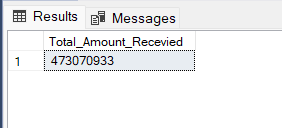 Results Messages
Total_Amount_Recevied
1 473070933